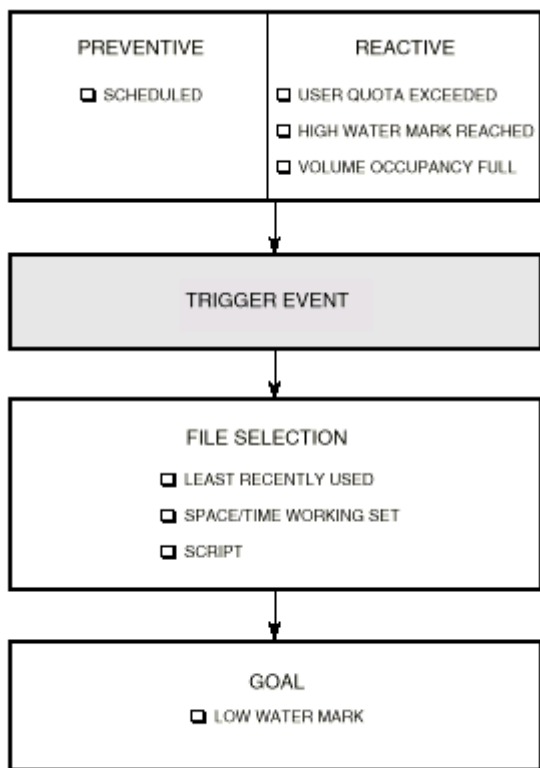 PREVENTIVE
SCHEDULED
REACTIVE
USER QUOTA EXCEEDED
HIGH WATER MARK REACHED
VOLUME OCCUPANCY FULL
TRIGGER EVENT
FILE SELECTION
LEAST RECENTLY USED
SPACE/TIME WORKING SET
SCRIPT
GOAL
LOW WATER MARK